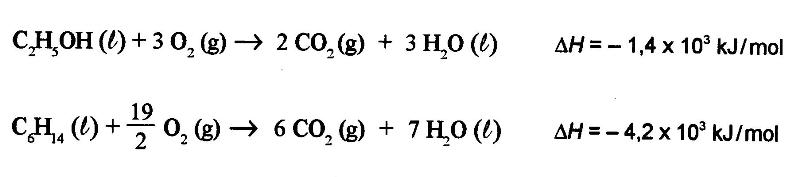 C₂H₅OH (ℓ) + 3 O₂ (g) → 2 CO₂ (g) + 3 H₂O (ℓ) ΔH = – 1,4 x 10³ kJ/mol
C₆H₁₄ (ℓ) + 19/2 O₂ (g) → 6 CO₂ (g) + 7 H₂O (ℓ) ΔH = – 4,2 x 10³ kJ/mol